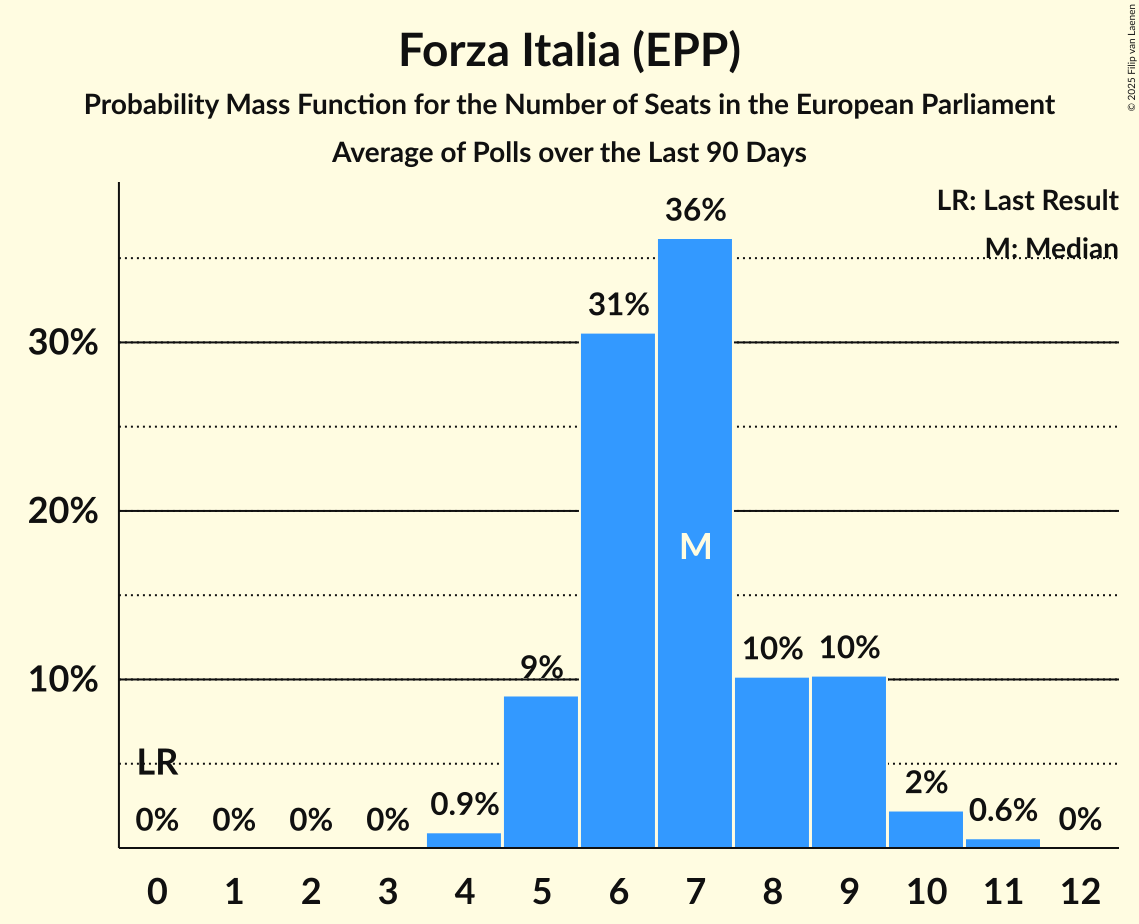 Forza Italia (EPP)
Probability Mass Function for the Number of Seats in the European Parliament
Average of Polls over the Last 90 Days
© 2025 Filip van Laenen
LR: Last Result
M: Median
36%
31%
30%
20%
M
10%
9%
10%
10%
LR
0%
0%
0%
0%
0.9%
2%
0.6%
0%
0 1 2 3 4 5 6 7 8 9 10 11 12